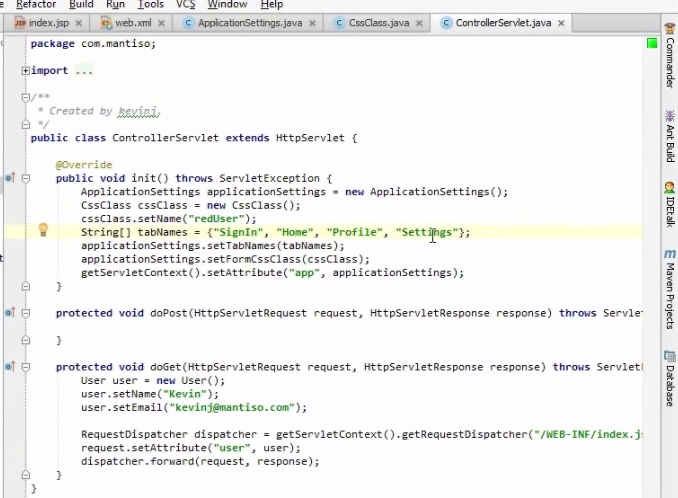 Refactor Build Run Tools VCS Window Help
index.jsp web.xml ApplicationSettings.java CssClass.java ControllerServlet.java
package com.mantiso;
import ...
/**
* Created by kevinj.
*/
public class ControllerServlet extends HttpServlet {
@Override
public void init() throws ServletException {
ApplicationSettings applicationSettings = new ApplicationSettings();
CssClass cssClass = new CssClass();
cssClass.setName("redUser");
String[] tabNames = {"SignIn", "Home", "Profile", "Settings"};
applicationSettings.setTabNames(tabNames);
applicationSettings.setFormCssClass(cssClass);
getServletContext().setAttribute("app", applicationSettings);
}
protected void doPost(HttpServletRequest request, HttpServletResponse response) throws Servlet
}
protected void doGet(HttpServletRequest request, HttpServletResponse response) throws Servlet
User user = new User();
user.setName("Kevin");
user.setEmail("kevinj@mantiso.com");
RequestDispatcher dispatcher = getServletContext().getRequestDispatcher("/WEB-INF/index.js
request.setAttribute("user", user);
dispatcher.forward(request, response);
}
}
Commander
Ant Build
IDEtalk
Maven Projects
Database